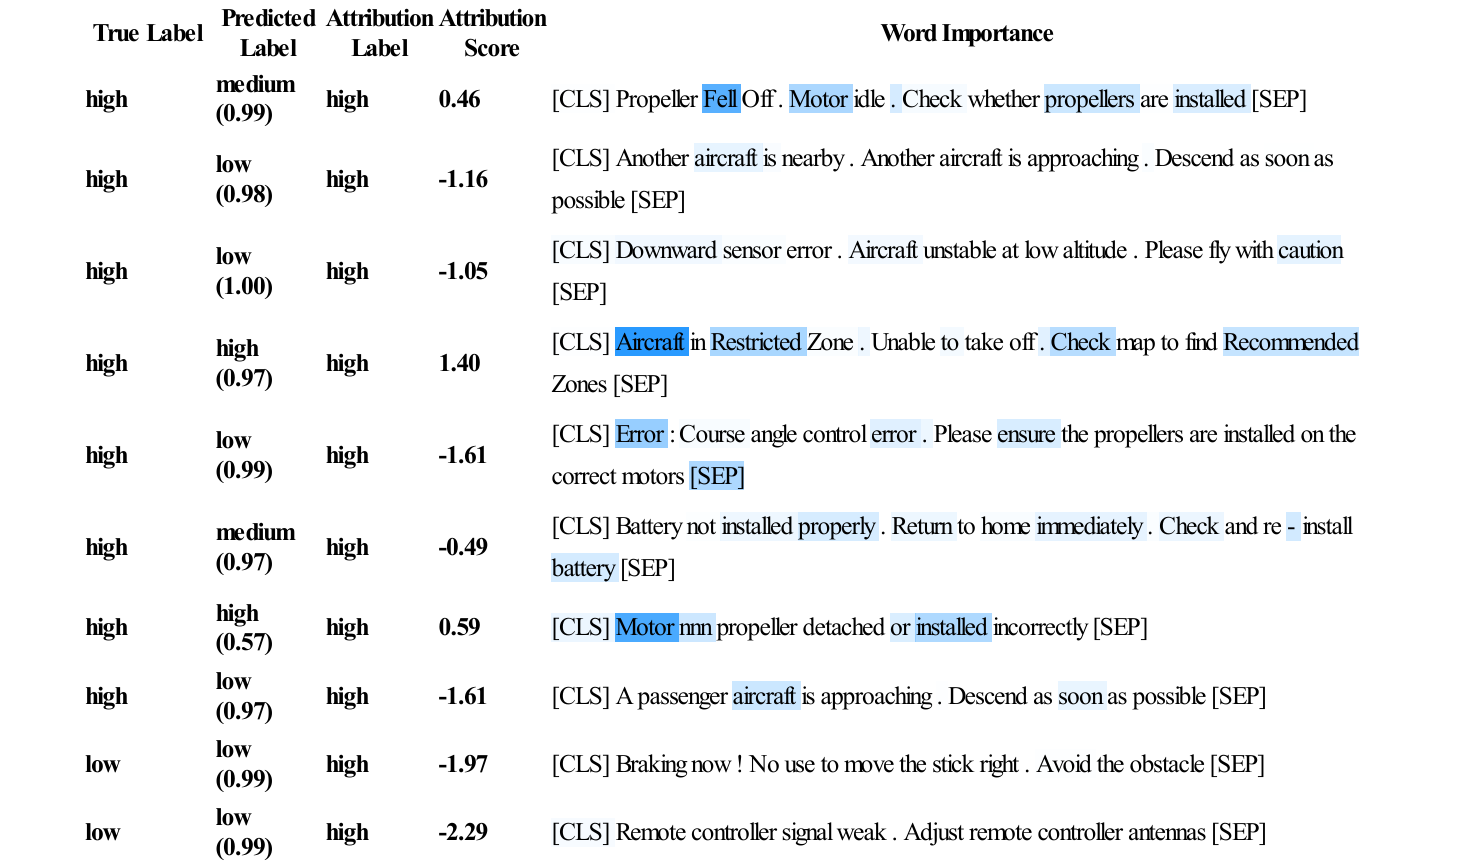 True Label Predicted Label Attribution Label Attribution Score Word Importance
high medium (0.99) high 0.46 [CLS] Propeller Fell Off . Motor idle . Check whether propellers are installed [SEP]
high low (0.98) high -1.16 [CLS] Another aircraft is nearby . Another aircraft is approaching . Descend as soon as
possible [SEP]
high low (1.00) high -1.05 [CLS] Downward sensor error . Aircraft unstable at low altitude . Please fly with caution
[SEP]
high high (0.97) high 1.40 [CLS] Aircraft in Restricted Zone . Unable to take off . Check map to find Recommended
Zones [SEP]
high low (0.99) high -1.61 [CLS] Error : Course angle control error . Please ensure the propellers are installed on the
correct motors [SEP]
high medium (0.97) high -0.49 [CLS] Battery not installed properly . Return to home immediately . Check and re - install
battery [SEP]
high high (0.57) high 0.59 [CLS] Motor nnn propeller detached or installed incorrectly [SEP]
high low (0.97) high -1.61 [CLS] A passenger aircraft is approaching . Descend as soon as possible [SEP]
low low (0.99) high -1.97 [CLS] Braking now ! No use to move the stick right . Avoid the obstacle [SEP]
low low (0.99) high -2.29 [CLS] Remote controller signal weak . Adjust remote controller antennas [SEP]